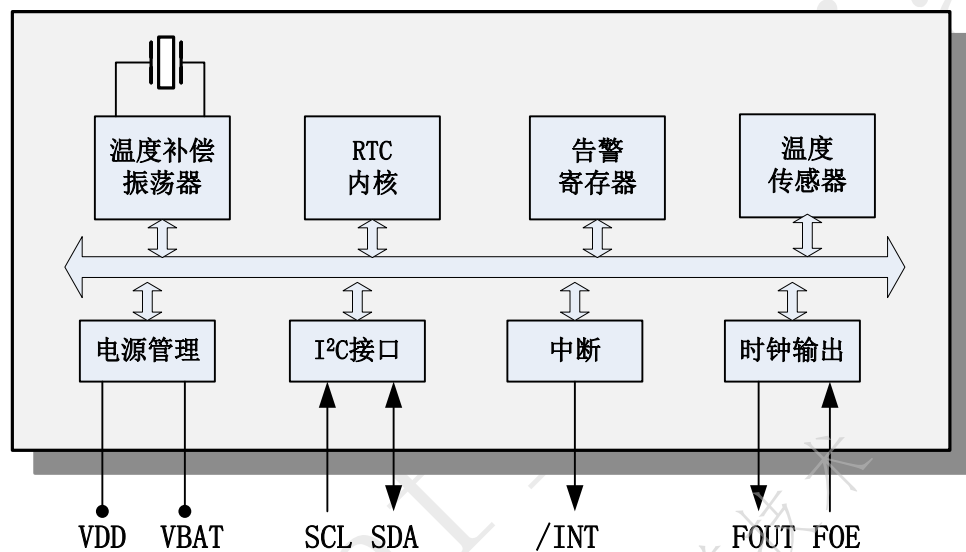 温度补偿
振荡器
RTC
内核
告警
寄存器
温度
传感器
电源管理
I²C接口
中断
时钟输出
VDD VBAT SCL SDA /INT FOUT FOE
技术